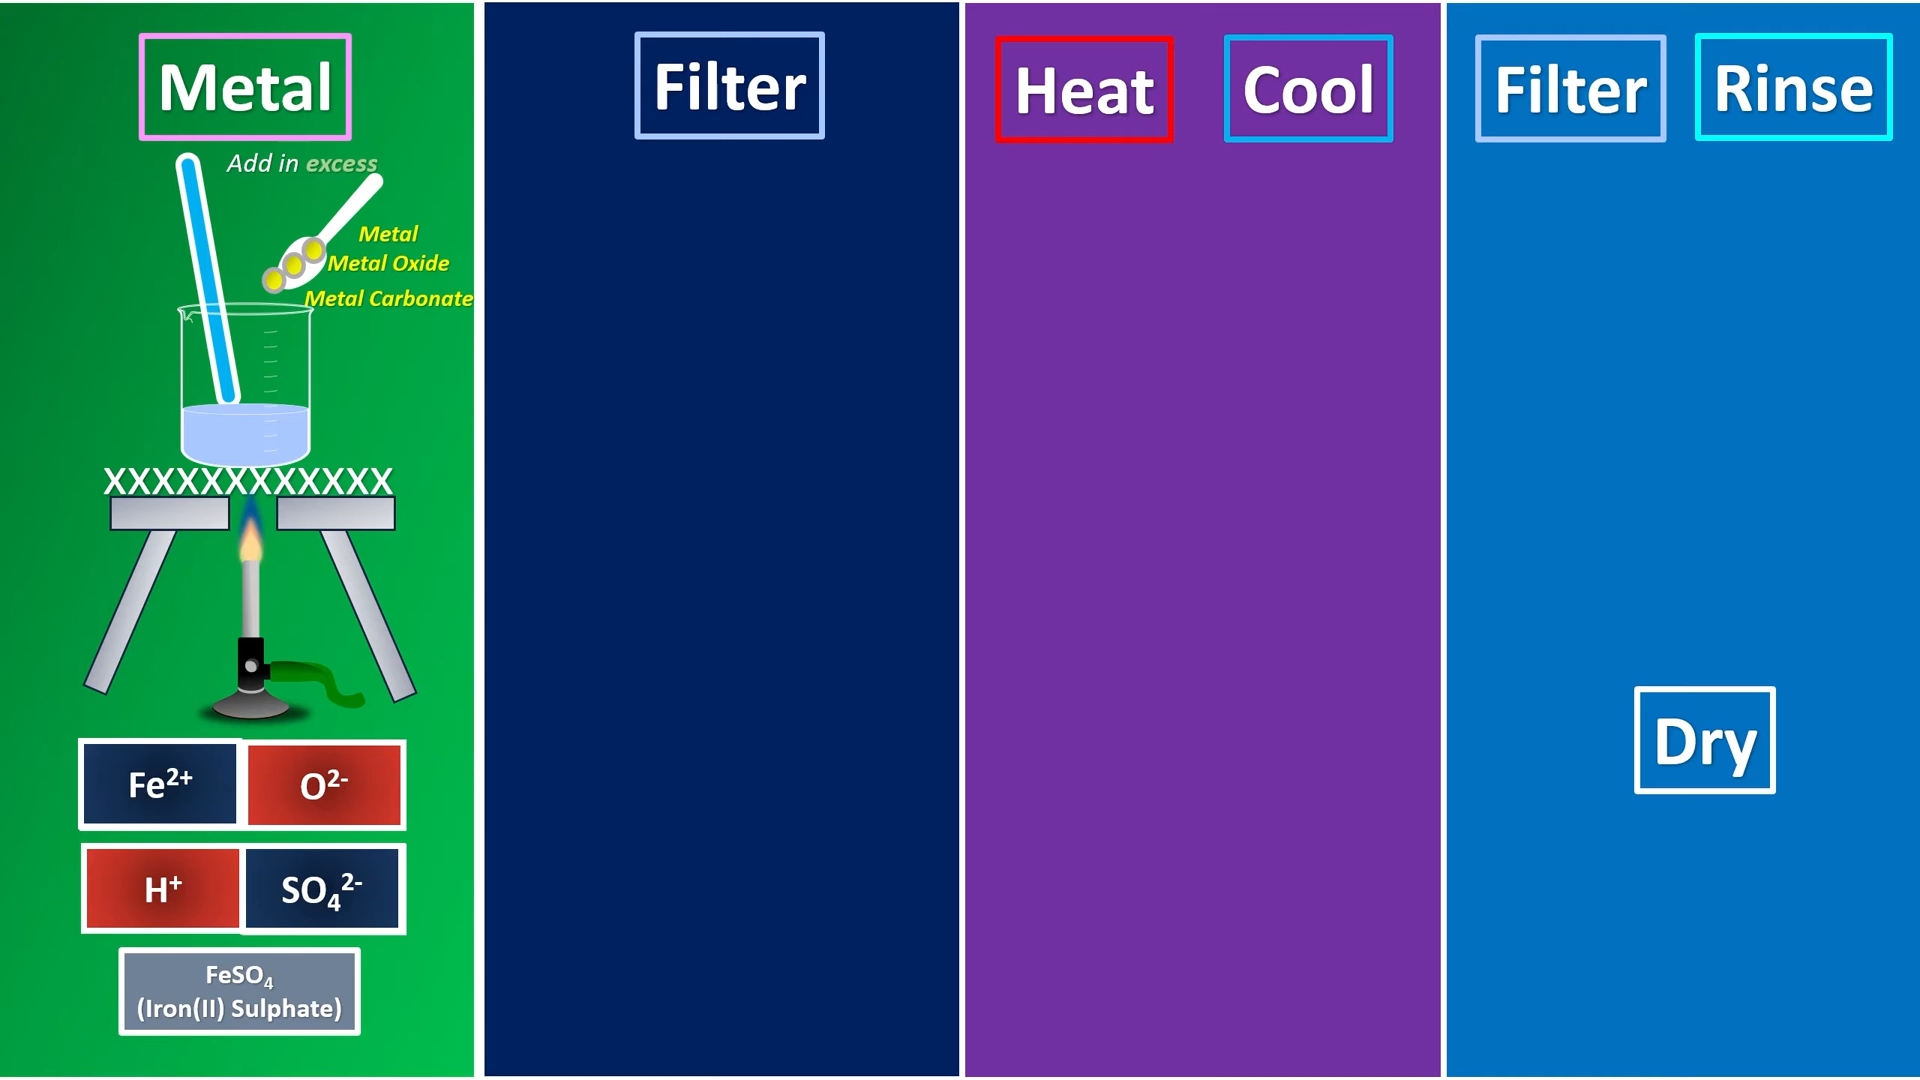 Metal
Add in excess
Metal
Metal Oxide
Metal Carbonate
XXXXXXXXXXXX
Fe²⁺ O²⁻
H⁺ SO₄²⁻
FeSO₄
(Iron(II) Sulphate)
Filter
Heat Cool
Filter Rinse
Dry